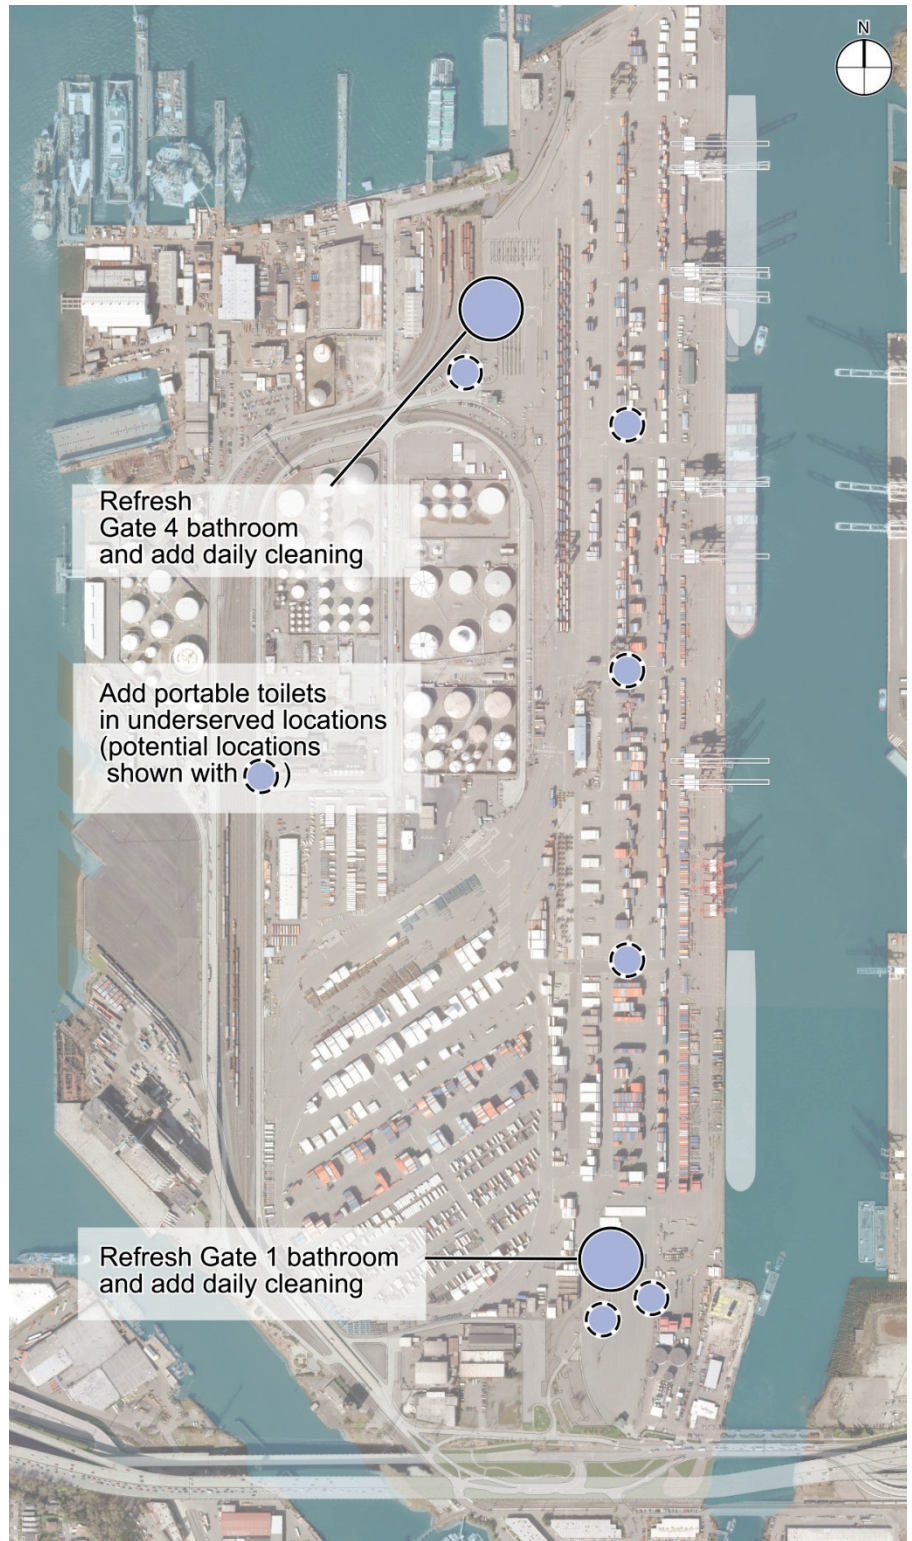 N
Refresh
Gate 4 bathroom
and add daily cleaning
Add portable toilets
in underserved locations
(potential locations
shown with )
Refresh Gate 1 bathroom
and add daily cleaning